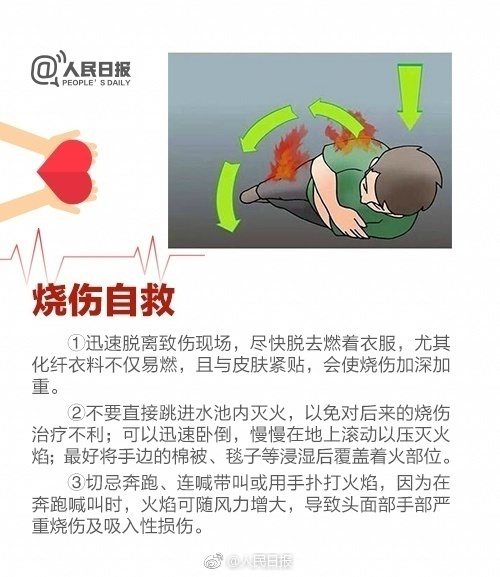 @人民日报
PEOPLE'S DAILY
烧伤自救
①迅速脱离致伤现场，尽快脱去燃着衣服，尤其
化纤衣料不仅易燃，且与皮肤紧贴，会使烧伤加深加
重。
②不要直接跳进水池内灭火，以免对后来的烧伤
治疗不利；可以迅速卧倒，慢慢在地上滚动以压灭火
焰；最好将手边的棉被、毯子等浸湿后覆盖着火部位。
③切忌奔跑、连喊带叫或用手扑打火焰，因为在
奔跑喊叫时，火焰可随风力增大，导致头面部手部严
重烧伤及吸入性损伤。
@人民日报